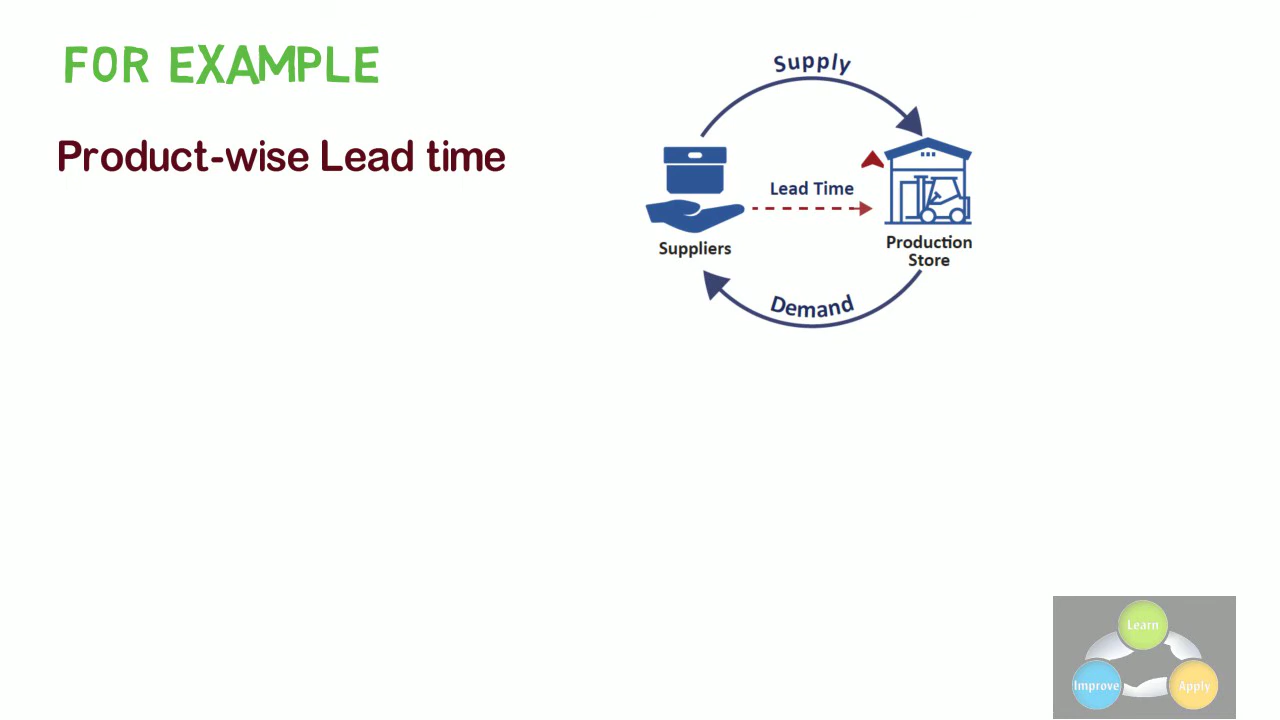 FOR EXAMPLE
Product-wise Lead time
Supply
Lead Time
Suppliers
Production
Store
Demand
Learn
Improve
Apply